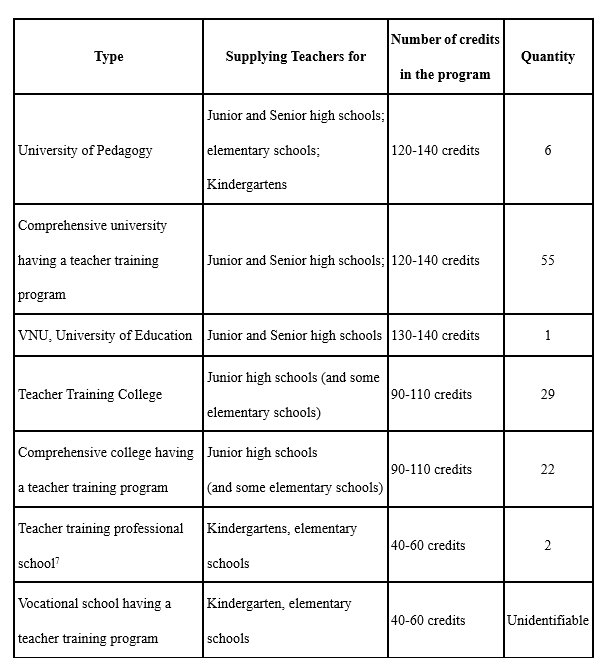 Type
Supplying Teachers for
Number of credits
in the program
Quantity
University of Pedagogy
Junior and Senior high schools;
elementary schools;
Kindergartens
120-140 credits
6
Comprehensive university
having a teacher training
program
Junior and Senior high schools;
120-140 credits
55
VNU, University of Education
Junior and Senior high schools
130-140 credits
1
Teacher Training College
Junior high schools (and some
elementary schools)
90-110 credits
29
Comprehensive college having
a teacher training program
Junior high schools
(and some elementary schools)
90-110 credits
22
Teacher training professional
school⁷
Kindergartens, elementary
schools
40-60 credits
2
Vocational school having a
teacher training program
Kindergarten, elementary
schools
40-60 credits
Unidentifiable